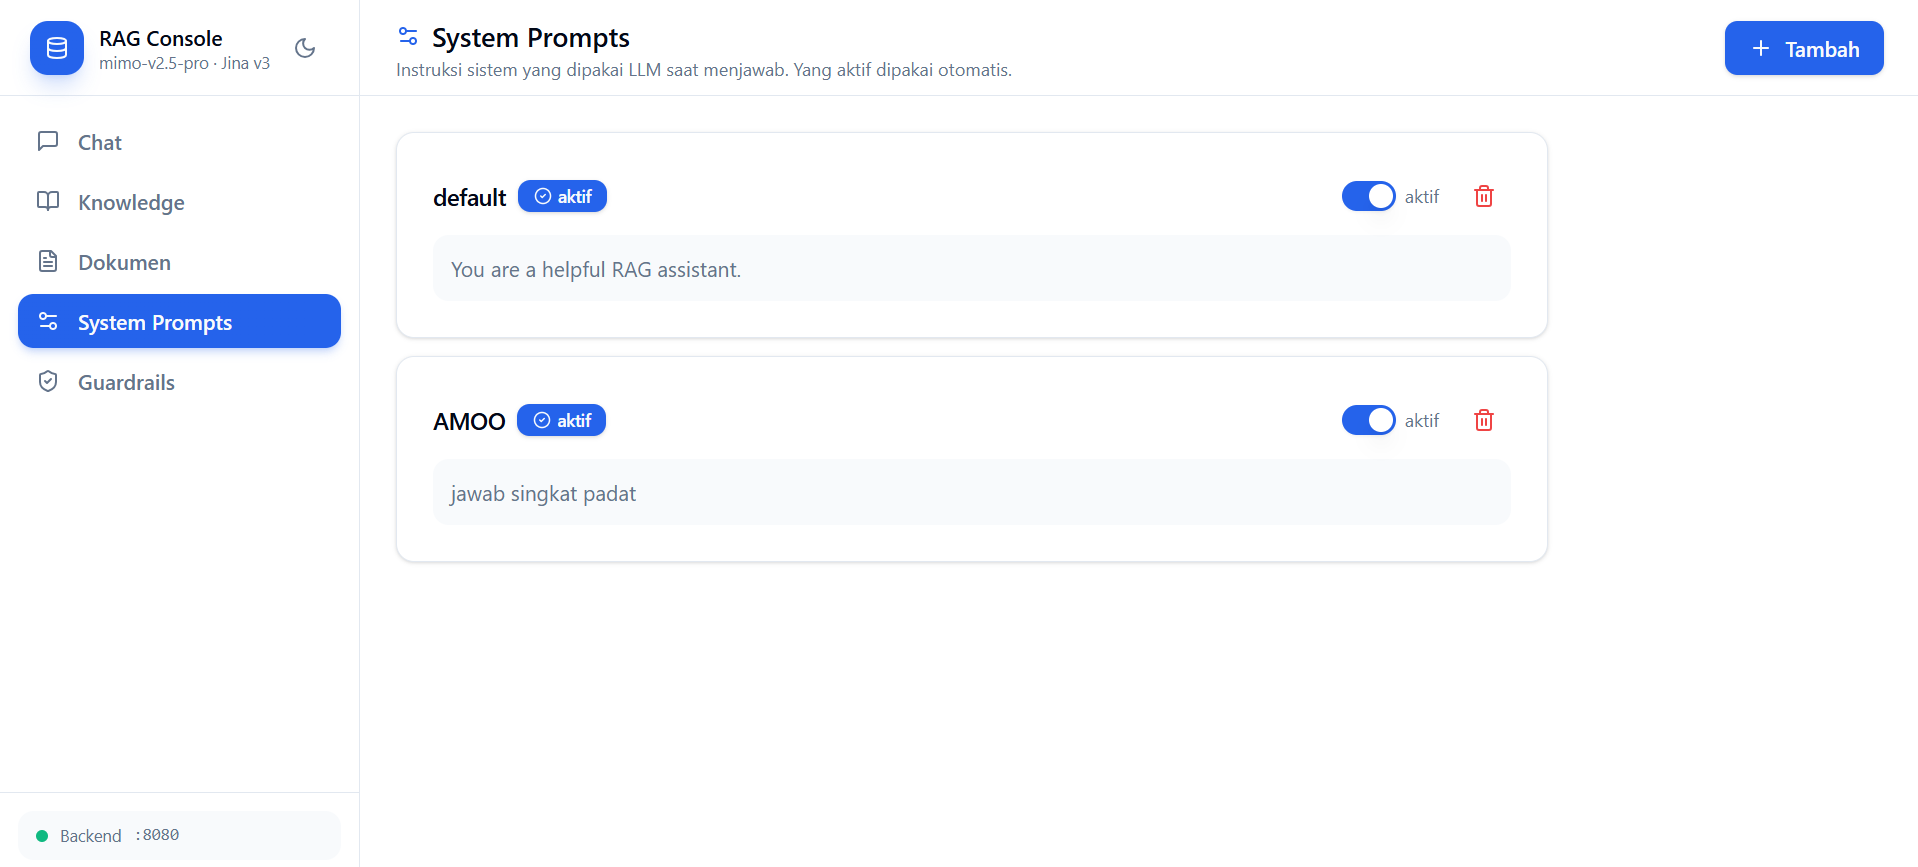 RAG Console
mimo-v2.5-pro · Jina v3
Chat
Knowledge
Dokumen
System Prompts
Guardrails
Backend :8080
System Prompts
Instruksi sistem yang dipakai LLM saat menjawab. Yang aktif dipakai otomatis.
+ Tambah
default aktif aktif
You are a helpful RAG assistant.
AMOO aktif aktif
jawab singkat padat